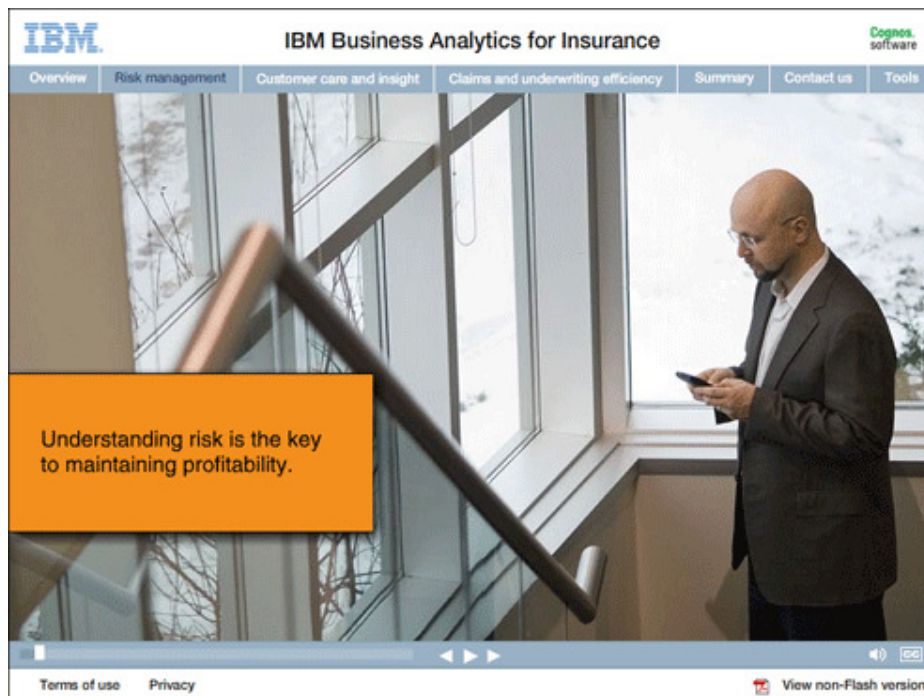 IBM.
IBM Business Analytics for Insurance
Cognos.
software
Overview Risk management Customer care and insight Claims and underwriting efficiency Summary Contact us Tools
Understanding risk is the key
to maintaining profitability.
CC
Terms of use Privacy View non-Flash version